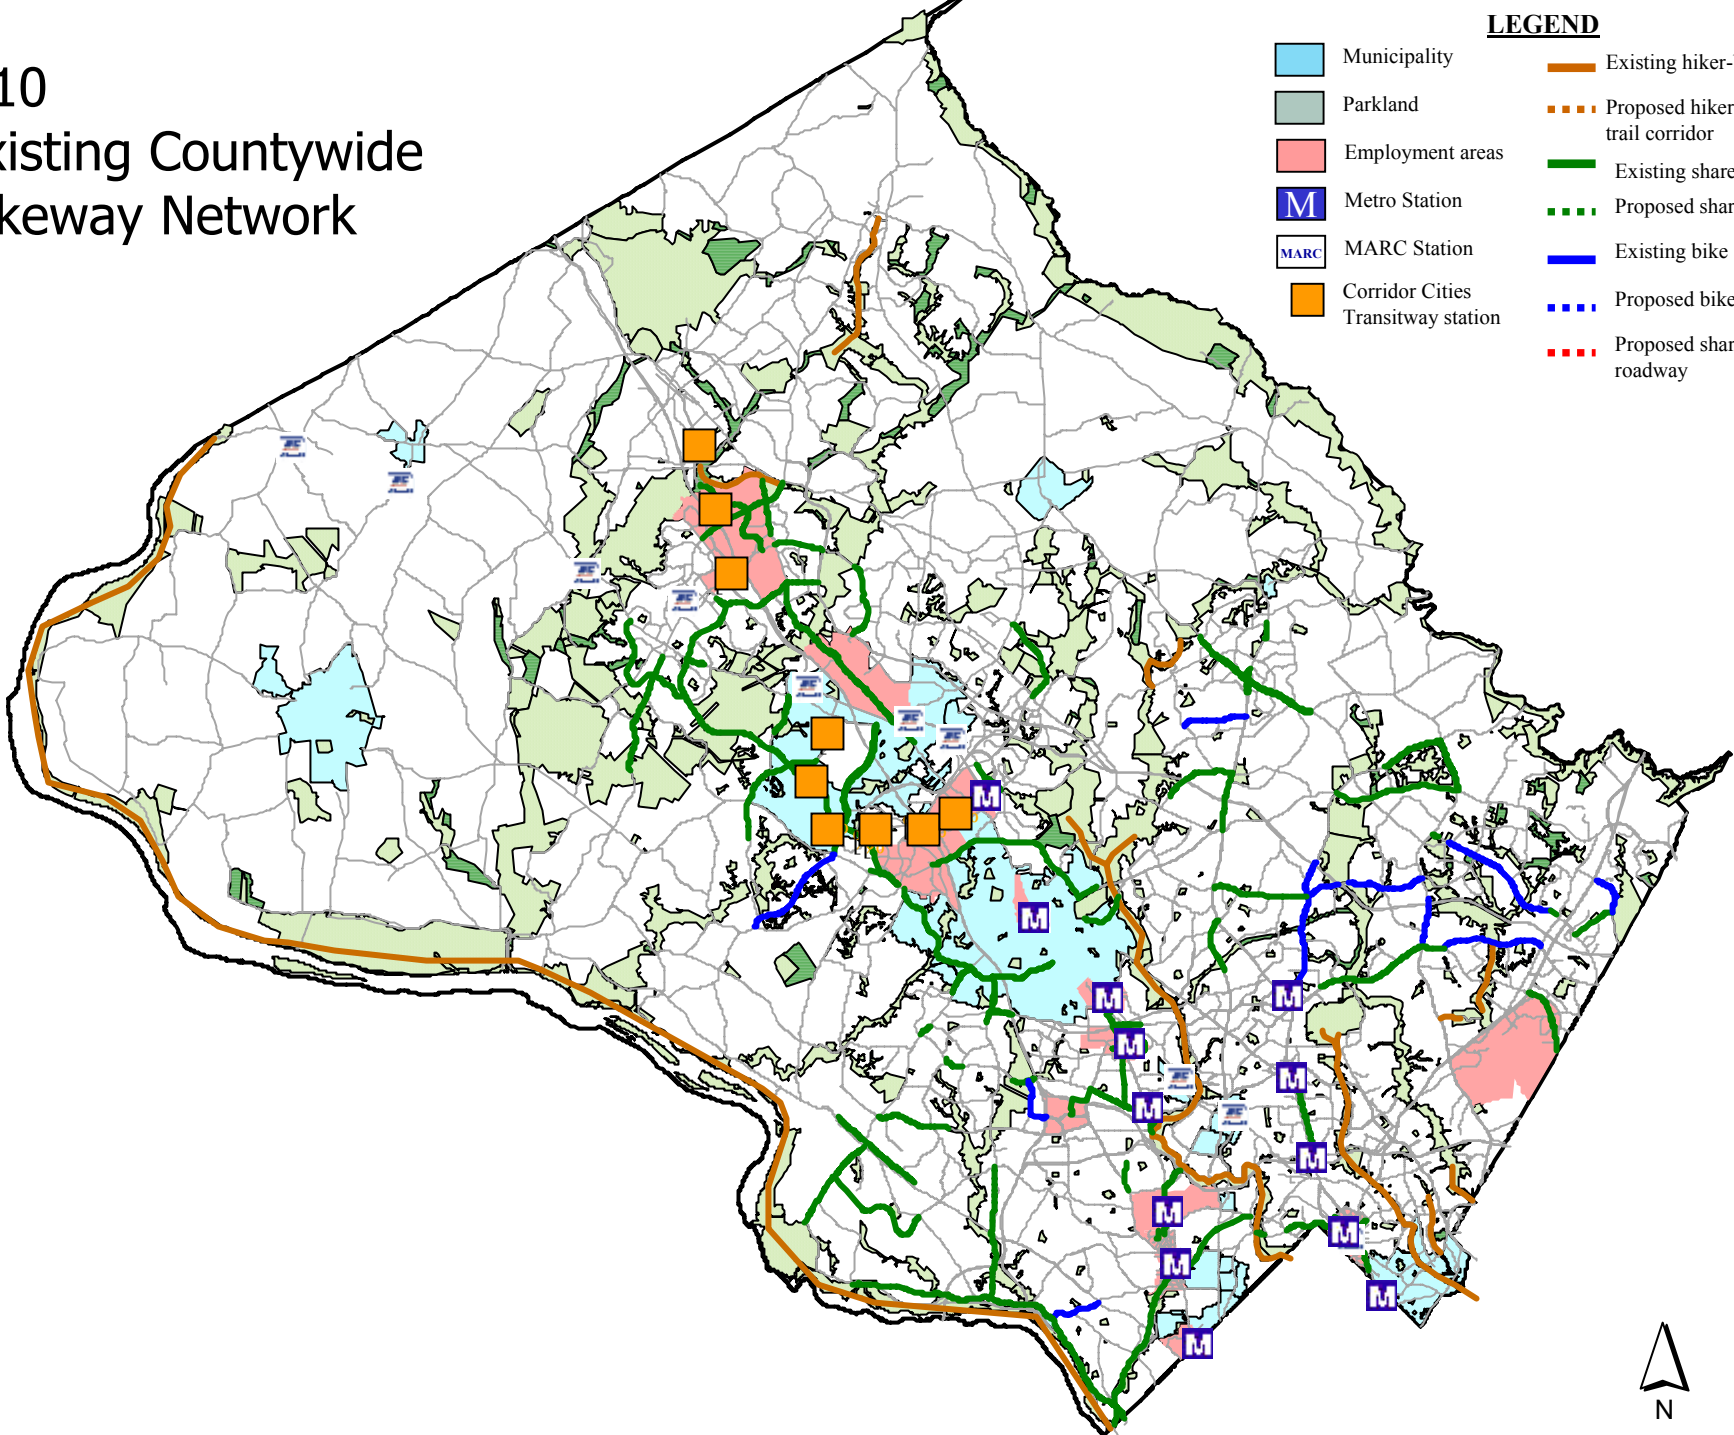 10
xisting Countywide
keway Network
LEGEND
Municipality
Parkland
Employment areas
M Metro Station
MARC MARC Station
Corridor Cities
Transitway station
Existing hiker-
Proposed hiker
trail corridor
Existing share
Proposed shar
Existing bike
Proposed bike
Proposed shar
roadway
M
M
M
M
M
M
M
M
M
M
M
M
M
N